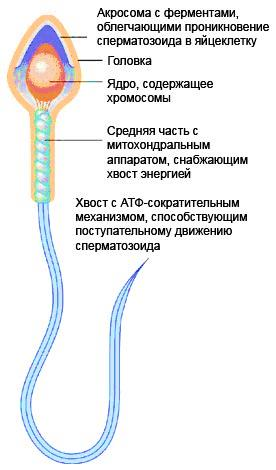 Акросома с ферментами,
облегчающими проникновение
сперматозоида в яйцеклетку
Головка
Ядро, содержащее
хромосомы
Средняя часть с
митохондральным
аппаратом, снабжающим
хвост энергией
Хвост с АТФ-сократительным
механизмом, способствующим
поступательному движению
сперматозоида